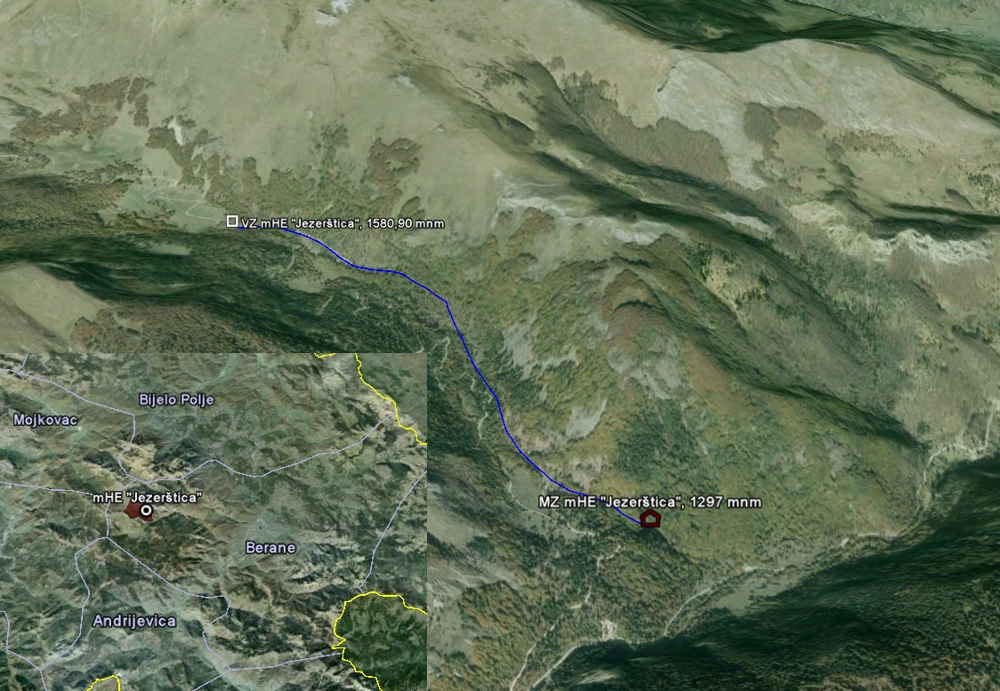 VZ mHE "Jezerštica", 1580,90 mnm
MZ mHE "Jezerštica", 1297 mnm
Bijelo Polje
Mojkovac
mHE "Jezerštica"
Berane
Andrijevica